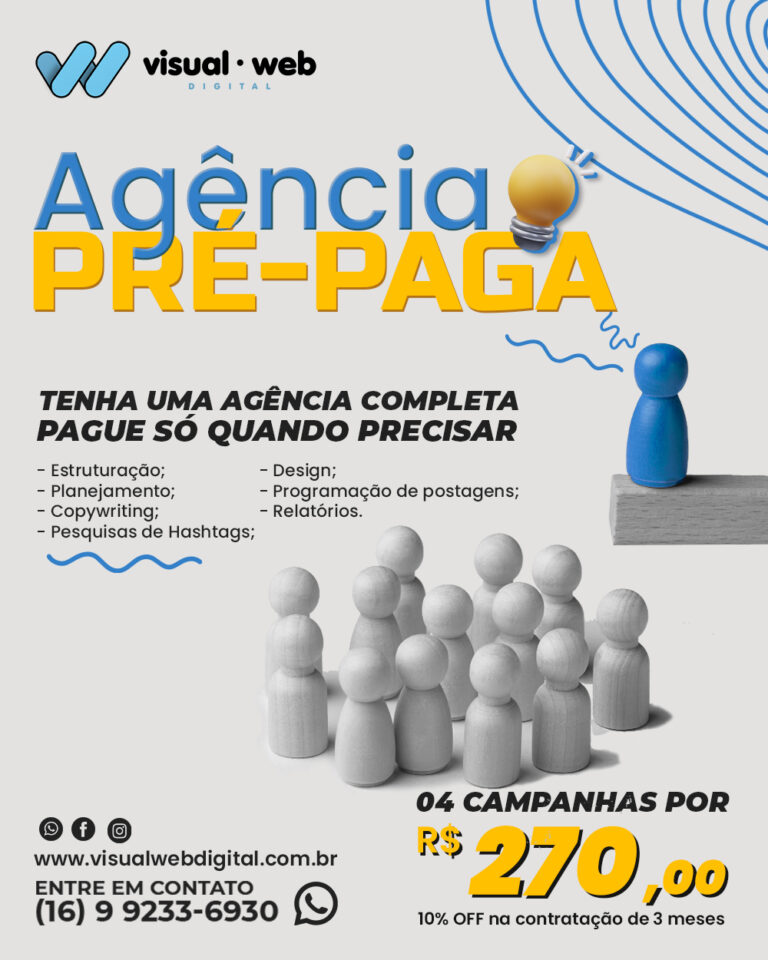 visual · web
DIGITAL
Agência
PRÉ-PAGA
TENHA UMA AGÊNCIA COMPLETA
PAGUE SÓ QUANDO PRECISAR
- Estruturação;
- Planejamento;
- Copywriting;
- Pesquisas de Hashtags;
- Design;
- Programação de postagens;
- Relatórios.
04 CAMPANHAS POR
R$ 270,00
10% OFF na contratação de 3 meses
www.visualwebdigital.com.br
ENTRE EM CONTATO
(16) 9 9233-6930